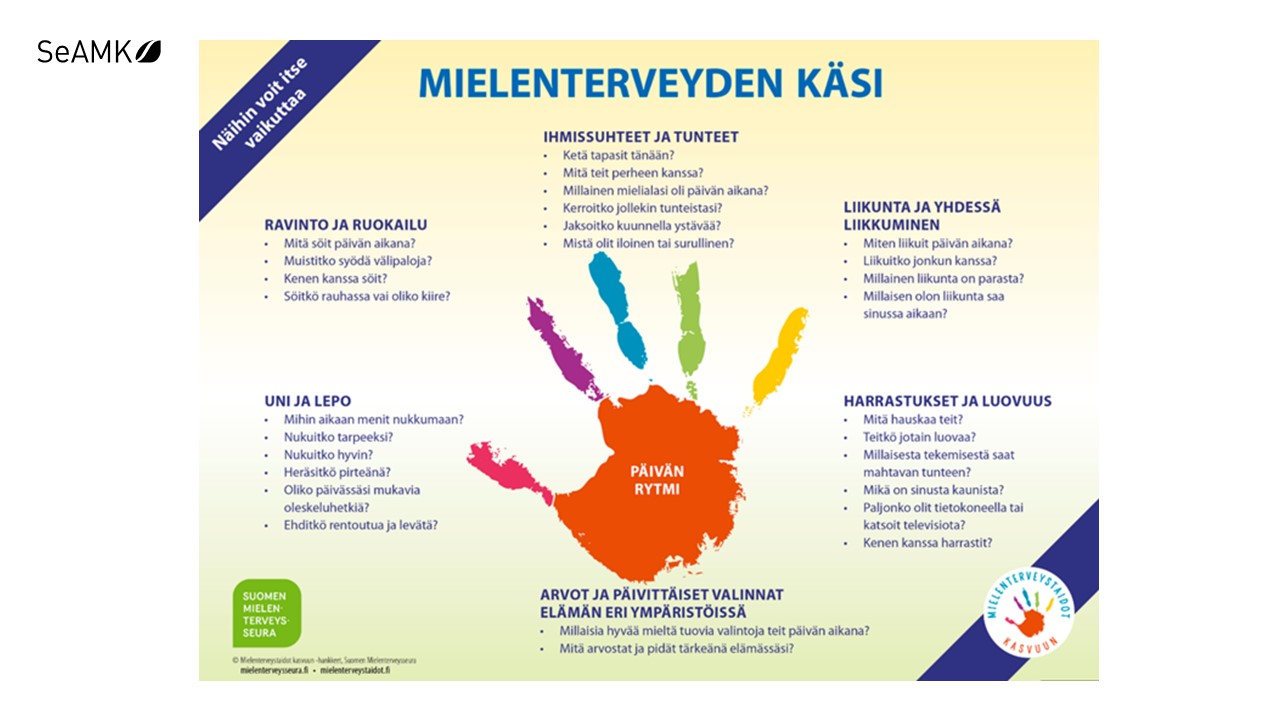 SeAMK
Näihin voit itse
vaikuttaa
MIELENTERVEYDEN KÄSI
IHMISSUHTEET JA TUNTEET
• Ketä tapasit tänään?
• Mitä teit perheen kanssa?
• Millainen mielialasi oli päivän aikana?
• Kerroitko jollekin tunteistasi?
• Jaksoitko kuunnella ystävää?
• Mistä olit iloinen tai surullinen?
RAVINTO JA RUOKAILU
• Mitä söit päivän aikana?
• Muistitko syödä välipaloja?
• Kenen kanssa söit?
• Söitkö rauhassa vai oliko kiire?
LIIKUNTA JA YHDESSÄ
LIIKKUMINEN
• Miten liikuit päivän aikana?
• Liikuitko jonkun kanssa?
• Millainen liikunta on parasta?
• Millaisen olon liikunta saa
sinussa aikaan?
UNI JA LEPO
• Mihin aikaan menit nukkumaan?
• Nukuitko tarpeeksi?
• Nukuitko hyvin?
• Heräsitkö pirteänä?
• Oliko päivässäsi mukavia
oleskeluhetkiä?
• Ehditkö rentoutua ja levätä?
PÄIVÄN
RYTMI
HARRASTUKSET JA LUOVUUS
• Mitä hauskaa teit?
• Teitkö jotain luovaa?
• Millaisesta tekemisestä saat
mahtavan tunteen?
• Mikä on sinusta kaunista?
• Paljonko olit tietokoneella tai
katsoit televisiota?
• Kenen kanssa harrastit?
ARVOT JA PÄIVITTÄISET VALINNAT
ELÄMÄN ERI YMPÄRISTÖISSÄ
• Millaisia hyvää mieltä tuovia valintoja teit päivän aikana?
• Mitä arvostat ja pidät tärkeänä elämässäsi?
SUOMEN
MIELEN-
TERVEYS-
SEURA
© Mielenterveystaidot kasvuun -hankkeet, Suomen Mielenterveysseura
mielenterveysseura.fi • mielenterveystaidot.fi
MIELENTERVEYSTAIDOT
KASVUUN